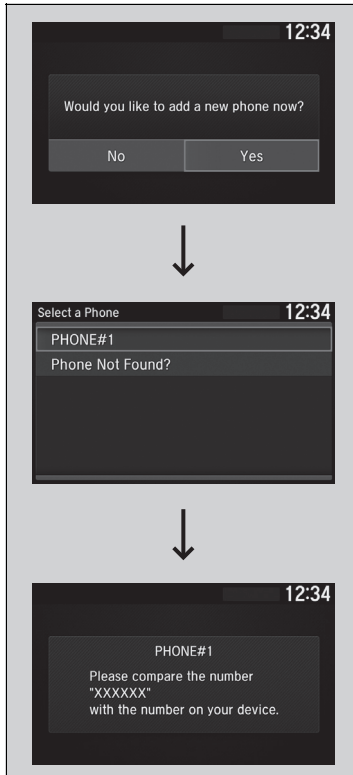 12:34
Would you like to add a new phone now?
No Yes
Select a Phone 12:34
PHONE#1
Phone Not Found?
12:34
PHONE#1
Please compare the number
"XXXXXX"
with the number on your device.